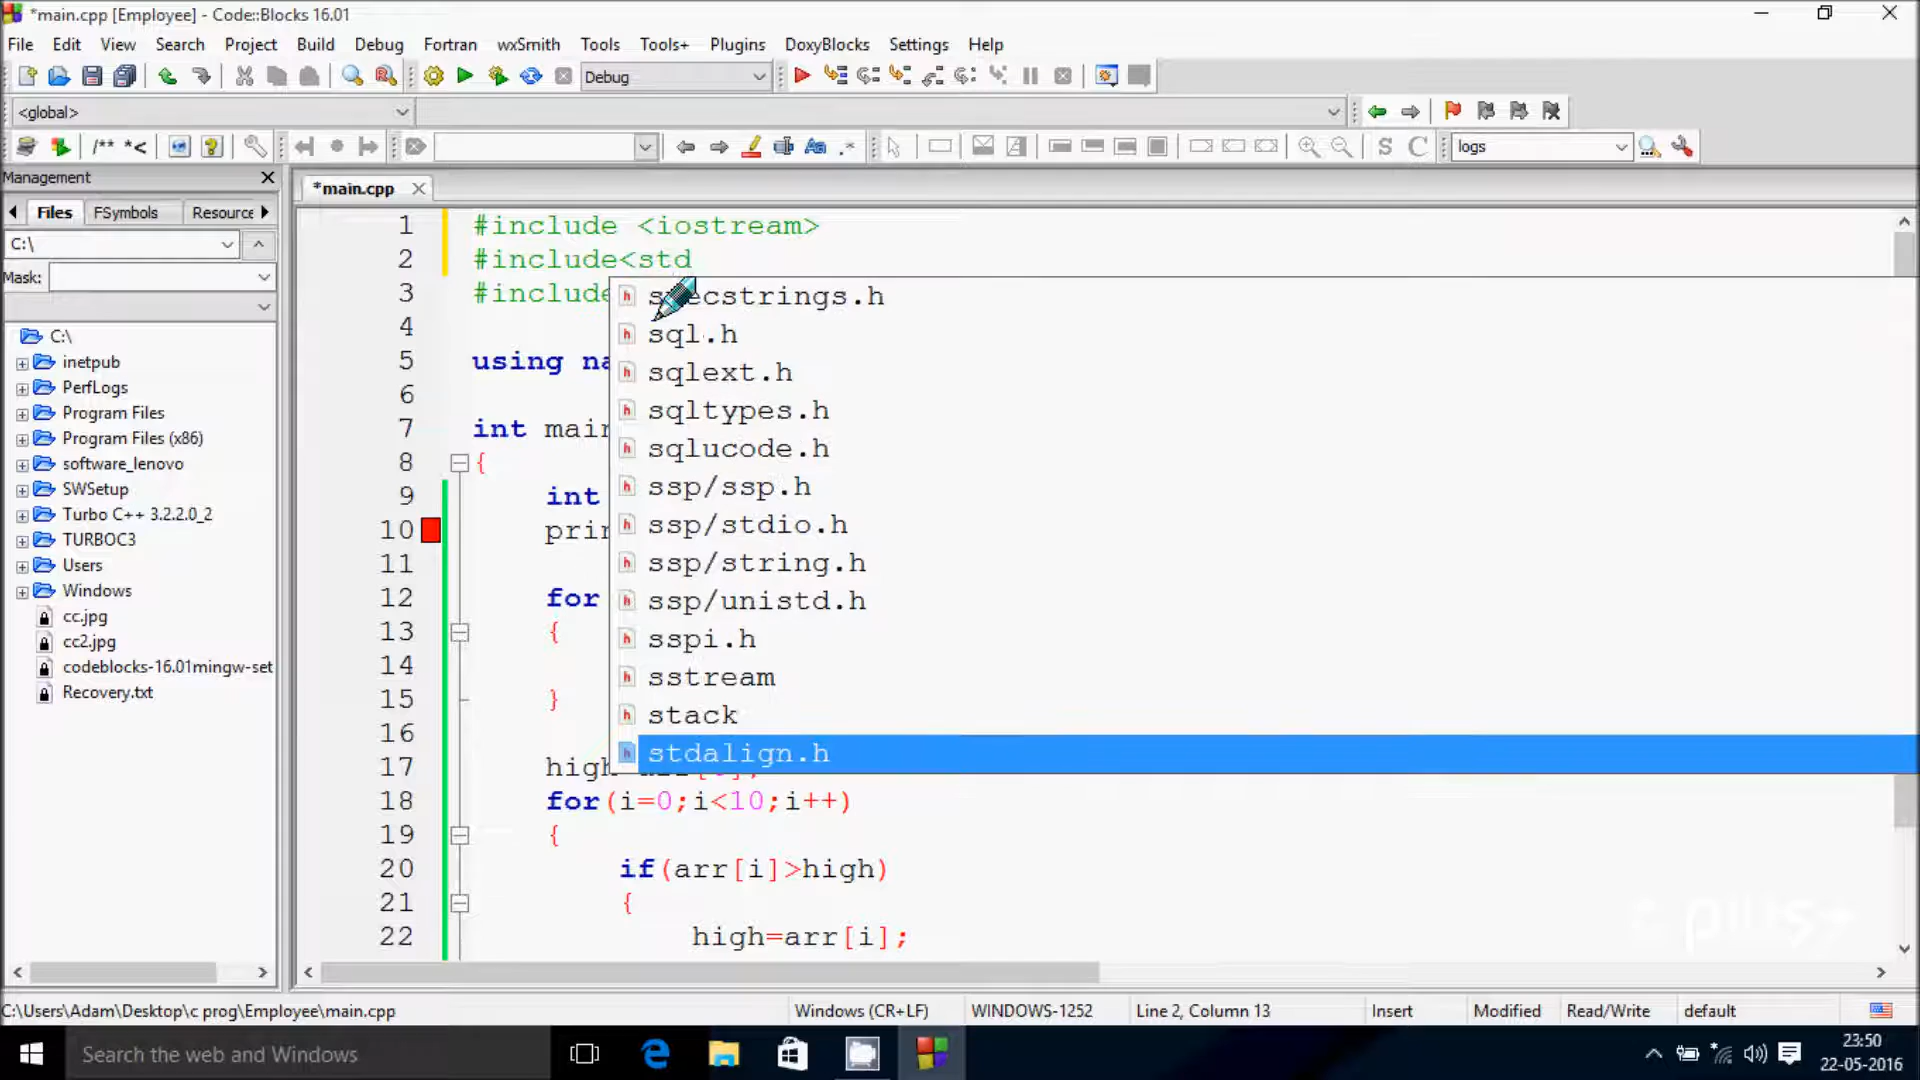 *main.cpp [Employee] - Code::Blocks 16.01
File Edit View Search Project Build Debug Fortran wxSmith Tools Tools+ Plugins DoxyBlocks Settings Help
Debug
<global>
/** *< Aa .* S C logs
Management
Files FSymbols Resource
*main.cpp
C:\
Mask:
C:\
inetpub
PerfLogs
Program Files
Program Files (x86)
software_lenovo
SWSetup
Turbo C++ 3.2.2.0_2
TURBOC3
Users
Windows
cc.jpg
cc2.jpg
codeblocks-16.01mingw-set
Recovery.txt
1 #include <iostream>
2 #include<std
3 #include
4
5 using na
6
7 int main
8 {
9 int
10 prin
11
12 for
13 {
14
15 }
16
17 high
18 for(i=0;i<10;i++)
19 {
20 if(arr[i]>high)
21 {
22 high=arr[i];
specstrings.h
sql.h
sqlext.h
sqltypes.h
sqlucode.h
ssp/ssp.h
ssp/stdio.h
ssp/string.h
ssp/unistd.h
sspi.h
sstream
stack
stdalign.h
c plus+
C:\Users\Adam\Desktop\c prog\Employee\main.cpp Windows (CR+LF) WINDOWS-1252 Line 2, Column 13 Insert Modified Read/Write default
Search the web and Windows
23:50
22-05-2016